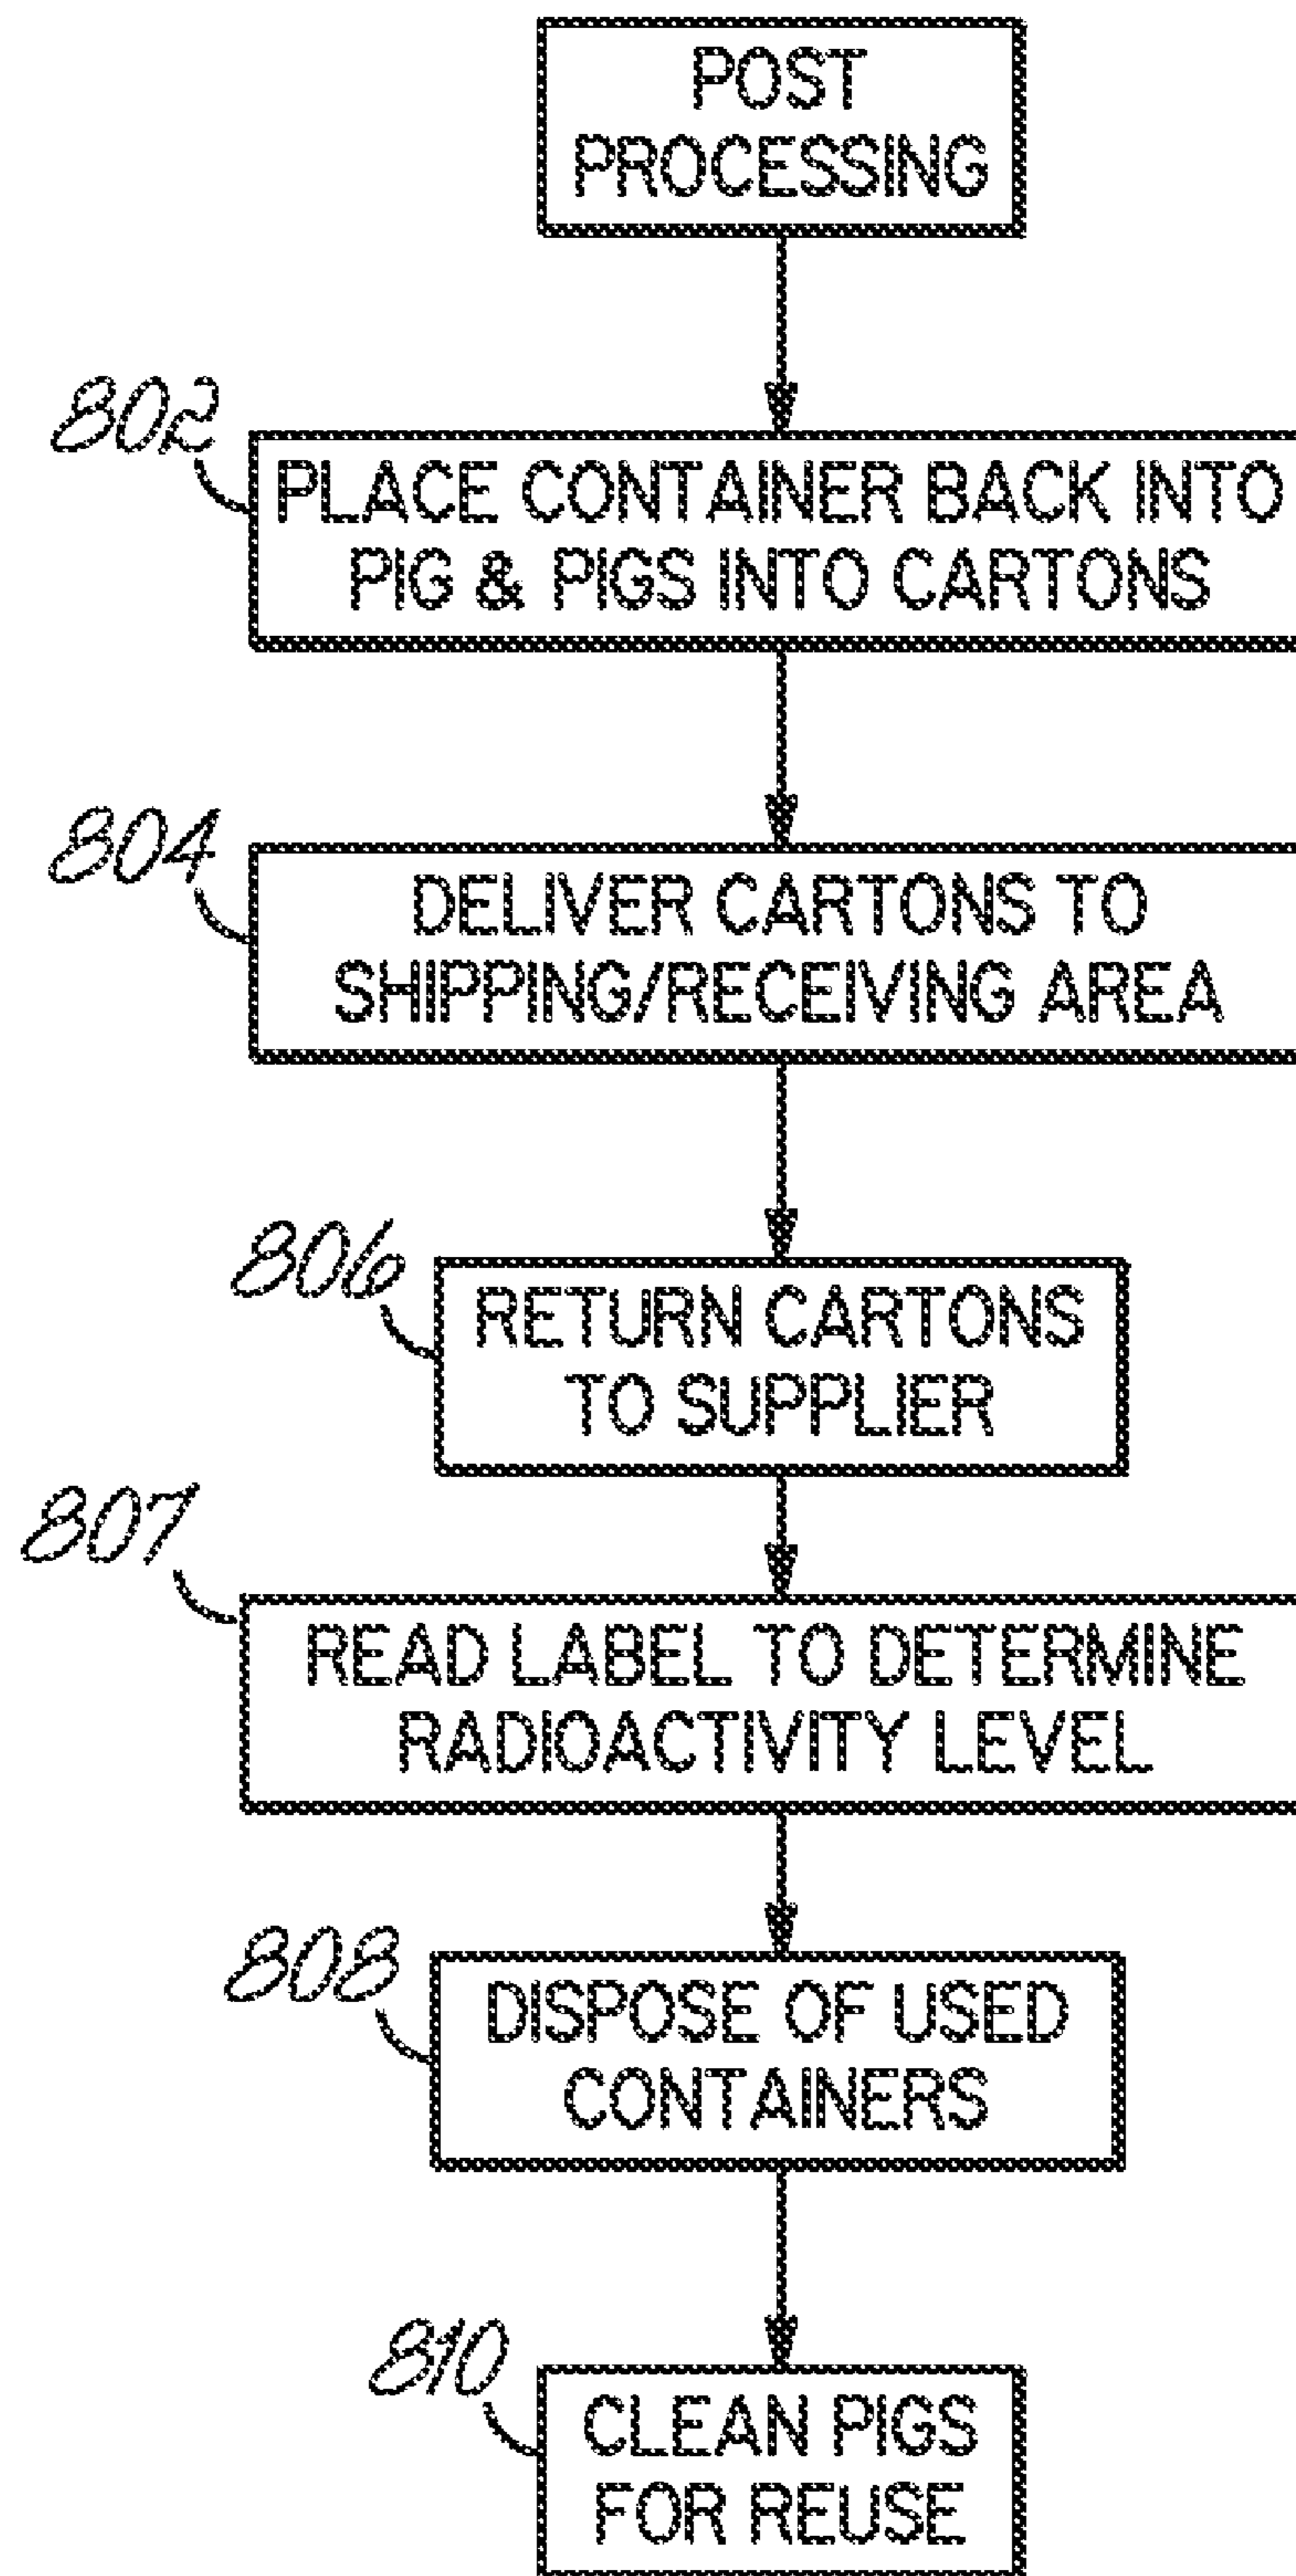 POST
PROCESSING
802
PLACE CONTAINER BACK INTO
PIG & PIGS INTO CARTONS
804
DELIVER CARTONS TO
SHIPPING/RECEIVING AREA
806
RETURN CARTONS
TO SUPPLIER
807
READ LABEL TO DETERMINE
RADIOACTIVITY LEVEL
808
DISPOSE OF USED
CONTAINERS
810
CLEAN PIGS
FOR REUSE